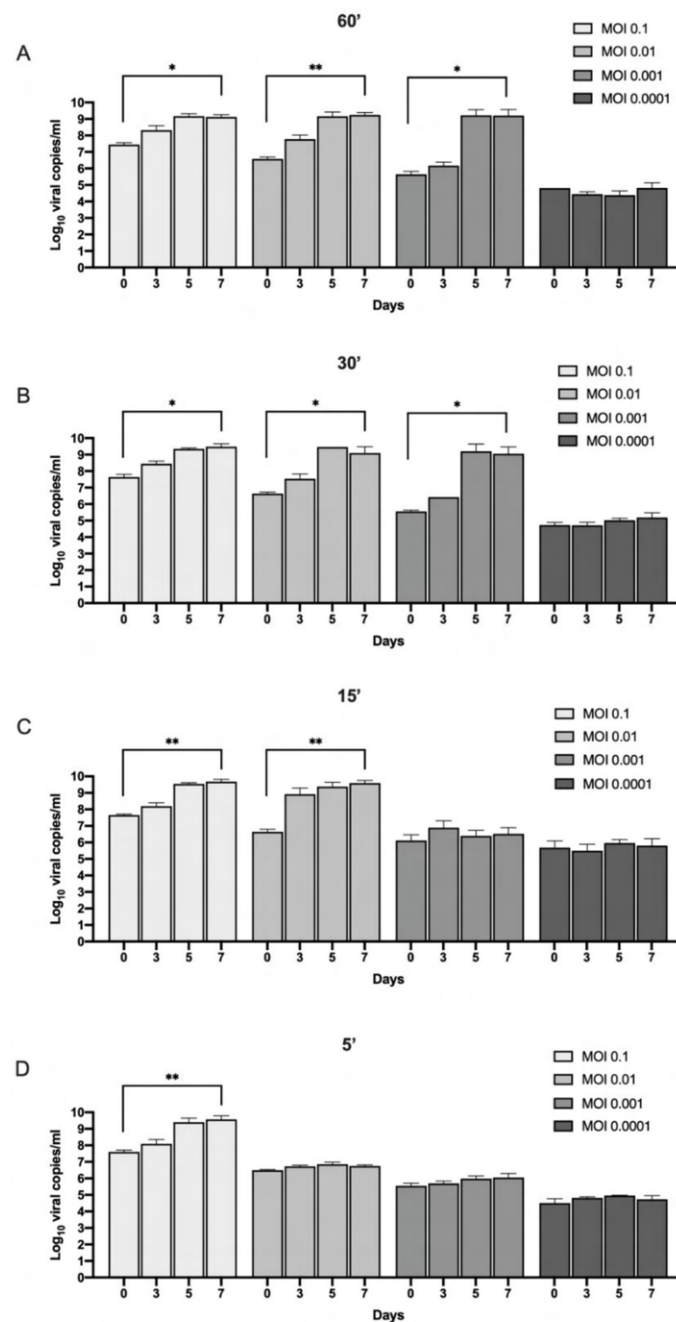 A
60'
MOI 0.1
MOI 0.01
MOI 0.001
MOI 0.0001
* ** *
Log10 viral copies/ml
10
9
8
7
6
5
4
3
2
1
0
0 3 5 7 0 3 5 7 0 3 5 7 0 3 5 7
Days
B
30'
MOI 0.1
MOI 0.01
MOI 0.001
MOI 0.0001
* * *
Log10 viral copies/ml
10
9
8
7
6
5
4
3
2
1
0
0 3 5 7 0 3 5 7 0 3 5 7 0 3 5 7
Days
C
15'
MOI 0.1
MOI 0.01
MOI 0.001
MOI 0.0001
** **
Log10 viral copies/ml
10
9
8
7
6
5
4
3
2
1
0
0 3 5 7 0 3 5 7 0 3 5 7 0 3 5 7
Days
D
5'
MOI 0.1
MOI 0.01
MOI 0.001
MOI 0.0001
**
Log10 viral copies/ml
10
9
8
7
6
5
4
3
2
1
0
0 3 5 7 0 3 5 7 0 3 5 7 0 3 5 7
Days